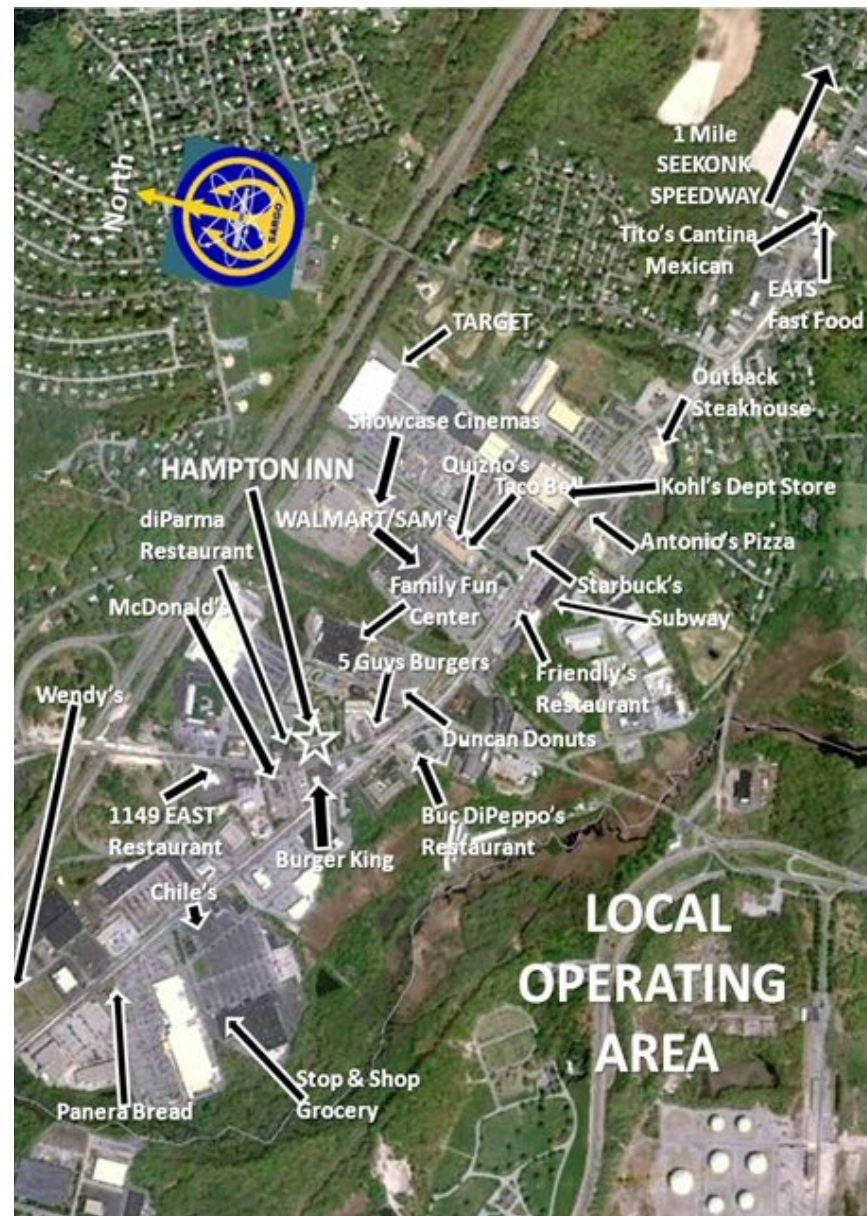 North
SARGO
1 Mile
SEEKONK
SPEEDWAY
Tito's Cantina
Mexican
EATS
Fast Food
TARGET
Outback
Steakhouse
Showcase Cinemas
HAMPTON INN
Quizno's
Taco Bell
Kohl's Dept Store
diParma
Restaurant
WALMART/SAM's
Antonio's Pizza
McDonald's
Family Fun
Center
Starbuck's
Subway
5 Guys Burgers
Friendly's
Restaurant
Wendy's
Duncan Donuts
1149 EAST
Restaurant
Buc DiPeppo's
Restaurant
Burger King
Chile's
LOCAL
OPERATING
AREA
Stop & Shop
Grocery
Panera Bread